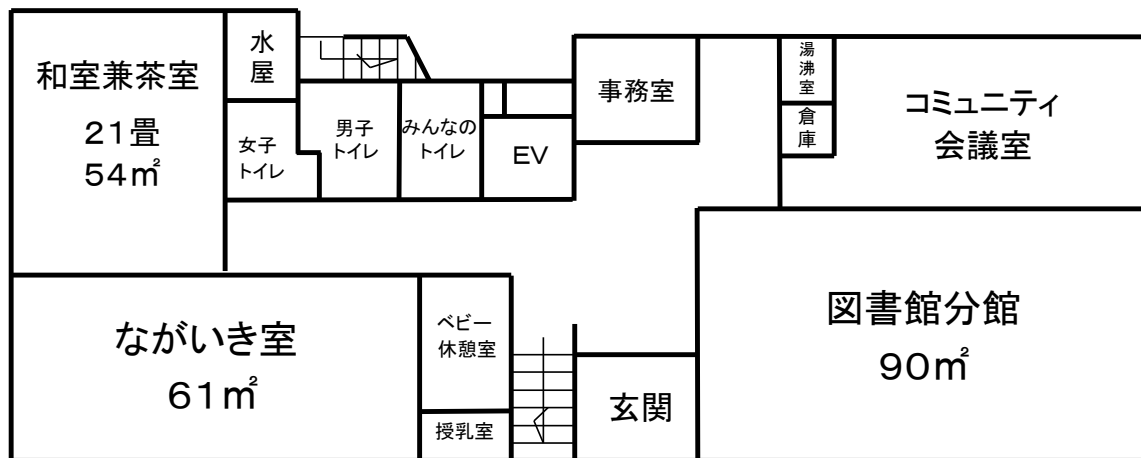 和室兼茶室
21畳
54㎡
水
屋
女子
トイレ
男子
トイレ
みんなの
トイレ
EV
事務室
湯
沸
室
倉
庫
コミュニティ
会議室
ながいき室
61㎡
ベビー
休憩室
授乳室
玄関
図書館分館
90㎡